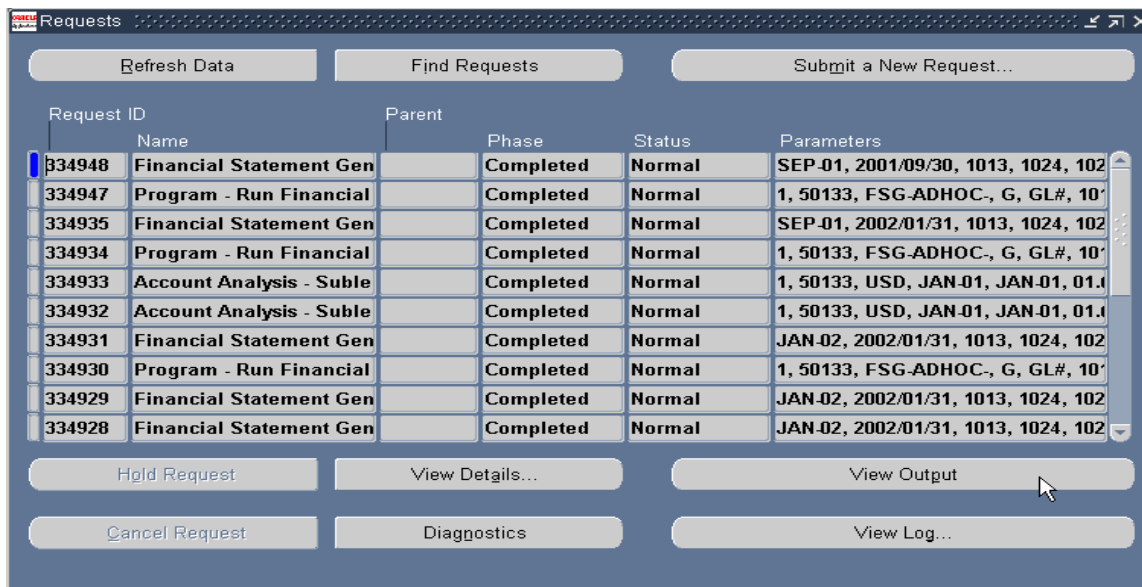 ORACLE Requests
Refresh Data Find Requests Submit a New Request...
Request ID Parent
Name Phase Status Parameters
334948 Financial Statement Gen Completed Normal SEP-01, 2001/09/30, 1013, 1024, 102
334947 Program - Run Financial Completed Normal 1, 50133, FSG-ADHOC-, G, GL#, 10
334935 Financial Statement Gen Completed Normal SEP-01, 2002/01/31, 1013, 1024, 102
334934 Program - Run Financial Completed Normal 1, 50133, FSG-ADHOC-, G, GL#, 10
334933 Account Analysis - Suble Completed Normal 1, 50133, USD, JAN-01, JAN-01, 01.
334932 Account Analysis - Suble Completed Normal 1, 50133, USD, JAN-01, JAN-01, 01.
334931 Financial Statement Gen Completed Normal JAN-02, 2002/01/31, 1013, 1024, 102
334930 Program - Run Financial Completed Normal 1, 50133, FSG-ADHOC-, G, GL#, 10
334929 Financial Statement Gen Completed Normal JAN-02, 2002/01/31, 1013, 1024, 102
334928 Financial Statement Gen Completed Normal JAN-02, 2002/01/31, 1013, 1024, 102
Hold Request View Details... View Output
Cancel Request Diagnostics View Log...